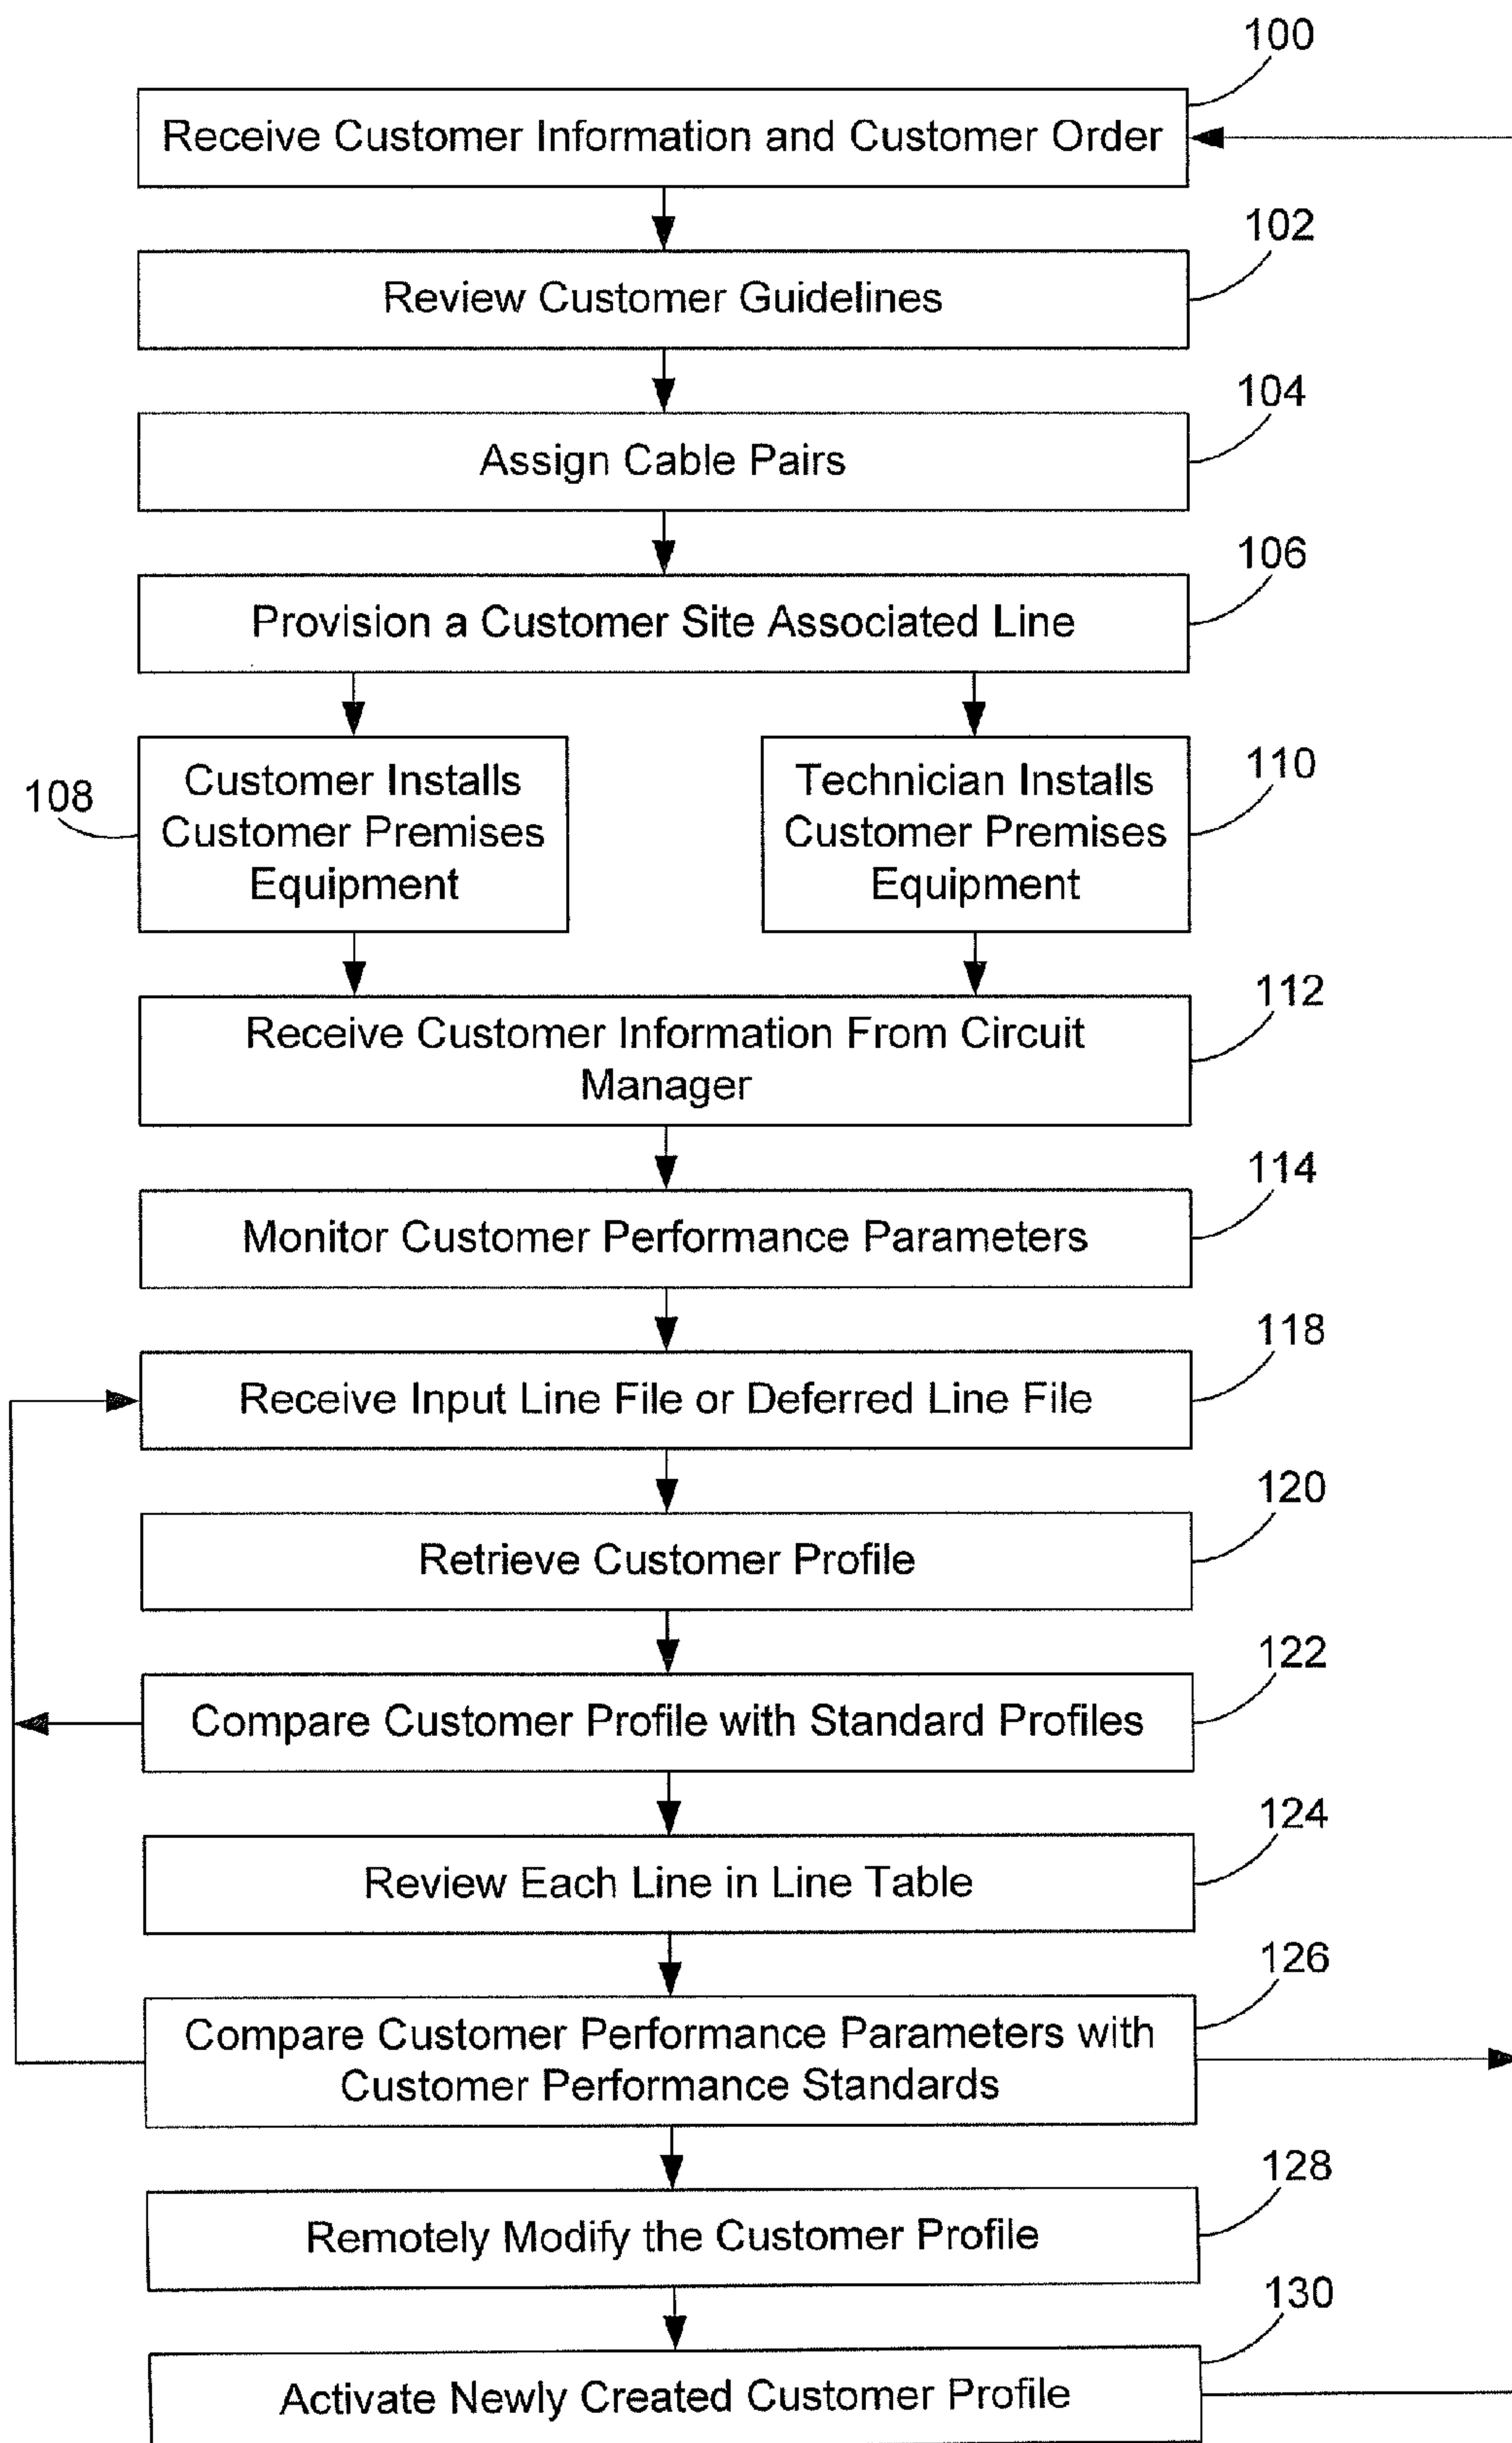 100
Receive Customer Information and Customer Order
102
Review Customer Guidelines
104
Assign Cable Pairs
106
Provision a Customer Site Associated Line
108
Customer Installs
Customer Premises
Equipment
110
Technician Installs
Customer Premises
Equipment
112
Receive Customer Information From Circuit
Manager
114
Monitor Customer Performance Parameters
118
Receive Input Line File or Deferred Line File
120
Retrieve Customer Profile
122
Compare Customer Profile with Standard Profiles
124
Review Each Line in Line Table
126
Compare Customer Performance Parameters with
Customer Performance Standards
128
Remotely Modify the Customer Profile
130
Activate Newly Created Customer Profile